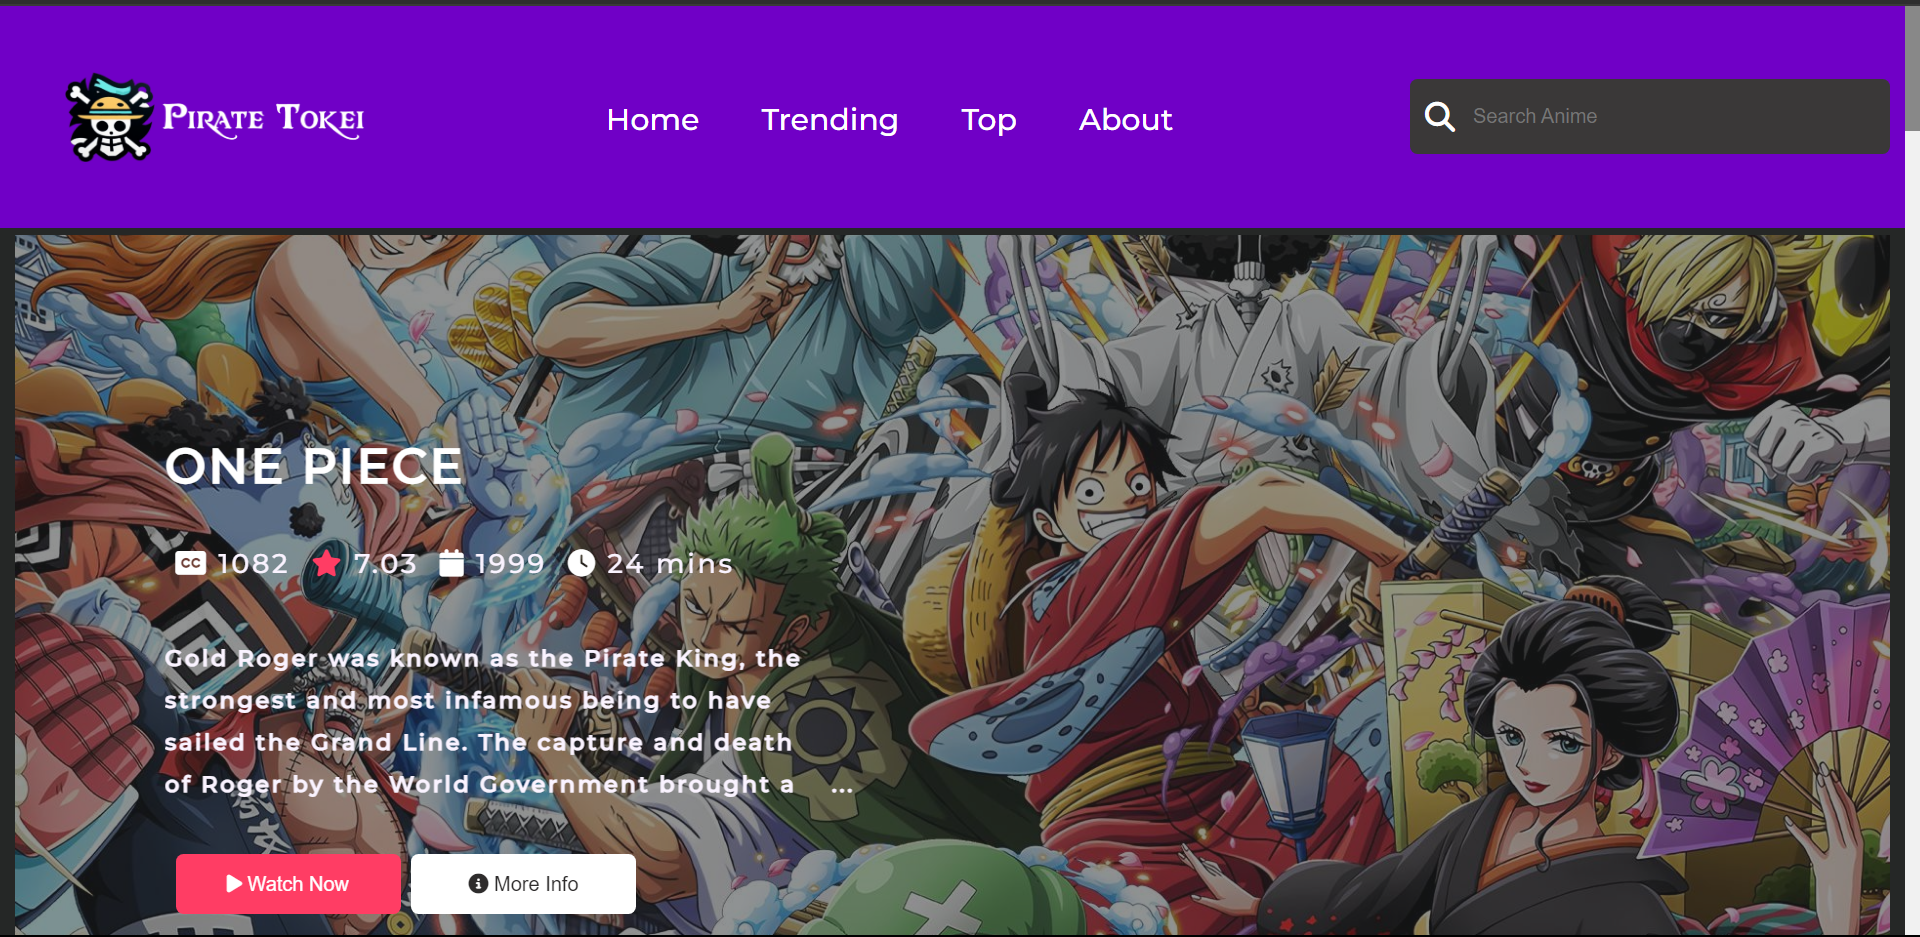 Pirate Tokei
Home Trending Top About
Search Anime
ONE PIECE
CC 1082 7.03 1999 24 mins
Gold Roger was known as the Pirate King, the
strongest and most infamous being to have
sailed the Grand Line. The capture and death
of Roger by the World Government brought a ...
Watch Now More Info